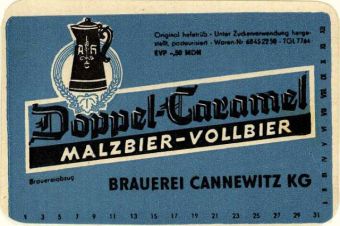 A R
Original hefetrüb - Unter Zuckerverwendung herge-
stellt, pasteurisiert - Waren-Nr 68452250 - TGL 7764
EVP -,50 MDN
Doppel-Caramel
MALZBIER-VOLLBIER
Brauereiabzug
BRAUEREI CANNEWITZ KG
1 3 5 7 9 11 13 15 17 19 21 23 25 27 29 31